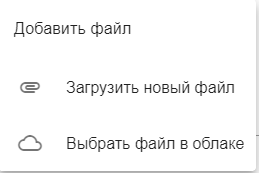 Добавить файл
Загрузить новый файл
Выбрать файл в облаке